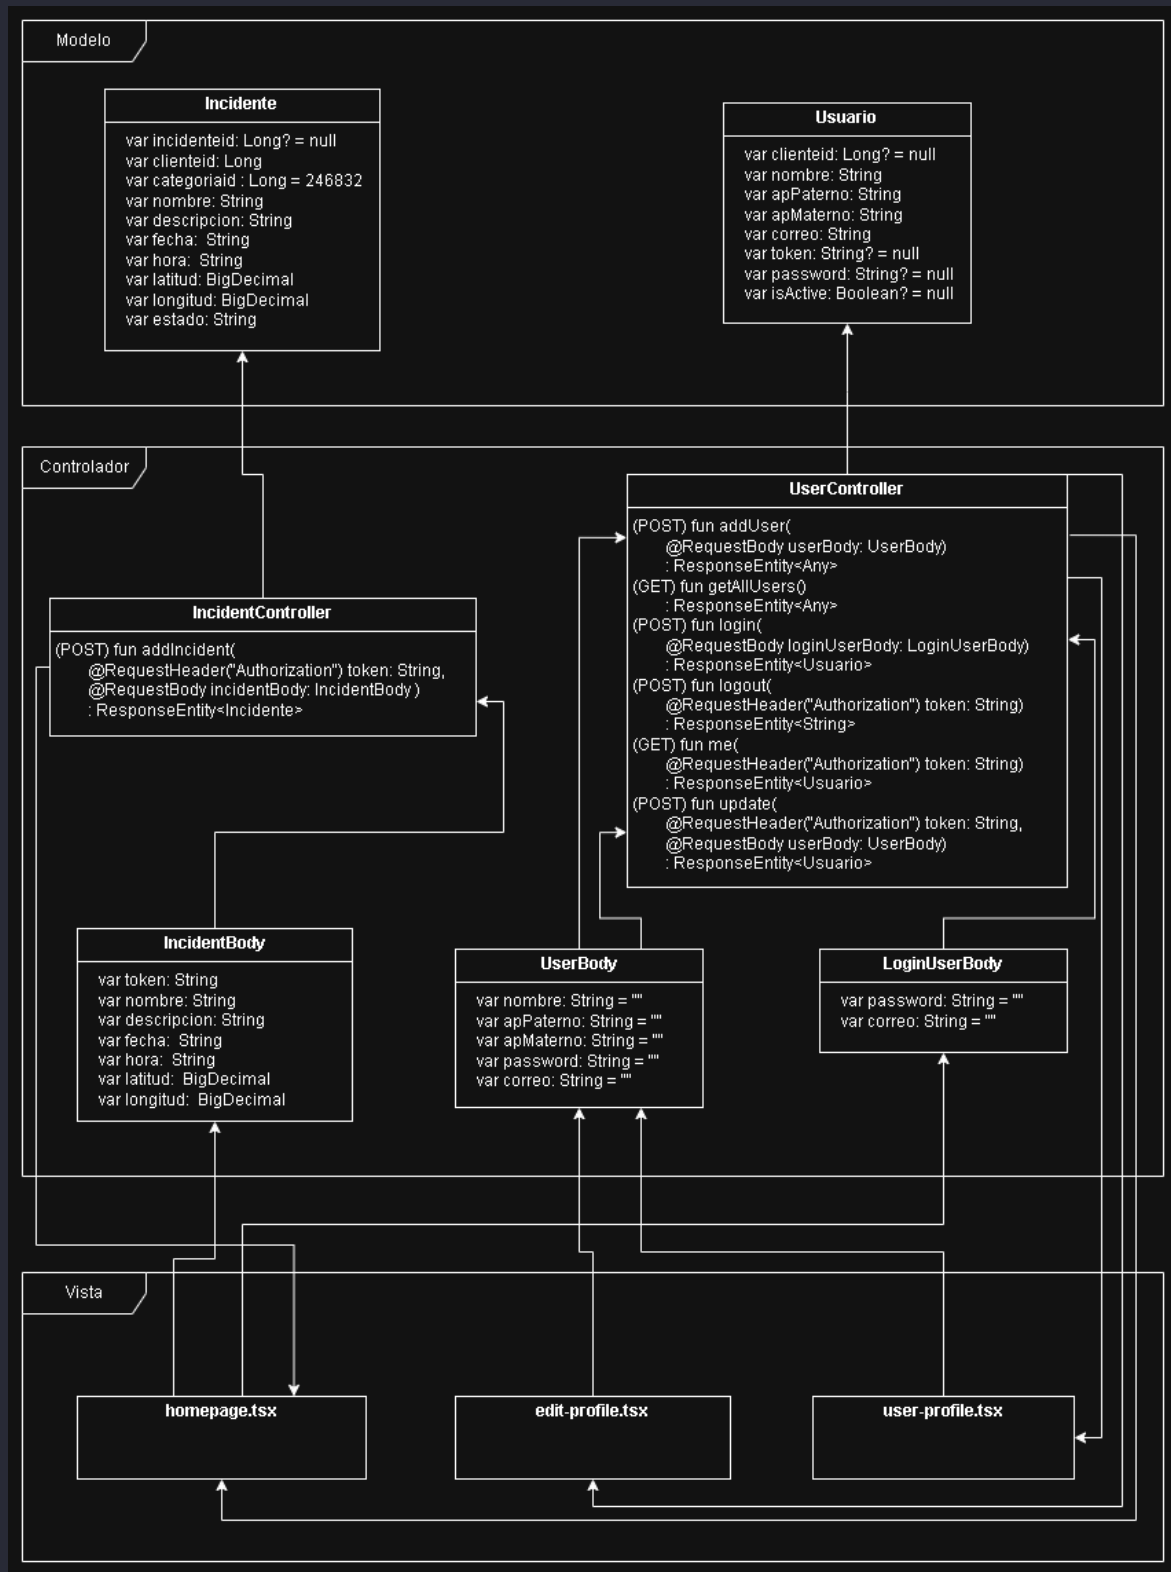 Modelo
Incidente
var incidenteid: Long? = null
var clienteid: Long
var categoriaid : Long = 246832
var nombre: String
var descripcion: String
var fecha:  String
var hora:  String
var latitud: BigDecimal
var longitud: BigDecimal
var estado: String
Usuario
var clienteid: Long? = null
var nombre: String
var apPaterno: String
var apMaterno: String
var correo: String
var token: String? = null
var password: String? = null
var isActive: Boolean? = null
Controlador
UserController
(POST) fun addUser(
@RequestBody userBody: UserBody)
: ResponseEntity<Any>
(GET) fun getAllUsers()
: ResponseEntity<Any>
(POST) fun login(
@RequestBody loginUserBody: LoginUserBody)
: ResponseEntity<Usuario>
(POST) fun logout(
@RequestHeader("Authorization") token: String)
: ResponseEntity<String>
(GET) fun me(
@RequestHeader("Authorization") token: String)
: ResponseEntity<Usuario>
(POST) fun update(
@RequestHeader("Authorization") token: String,
@RequestBody userBody: UserBody)
: ResponseEntity<Usuario>
IncidentController
(POST) fun addIncident(
@RequestHeader("Authorization") token: String,
@RequestBody incidentBody: IncidentBody )
: ResponseEntity<Incidente>
IncidentBody
var token: String
var nombre: String
var descripcion: String
var fecha: String
var hora:  String
var latitud:  BigDecimal
var longitud:  BigDecimal
UserBody
var nombre: String = ""
var apPaterno: String = ""
var apMaterno: String = ""
var password: String = ""
var correo: String = ""
LoginUserBody
var password: String = ""
var correo: String = ""
Vista
homepage.tsx
edit-profile.tsx
user-profile.tsx